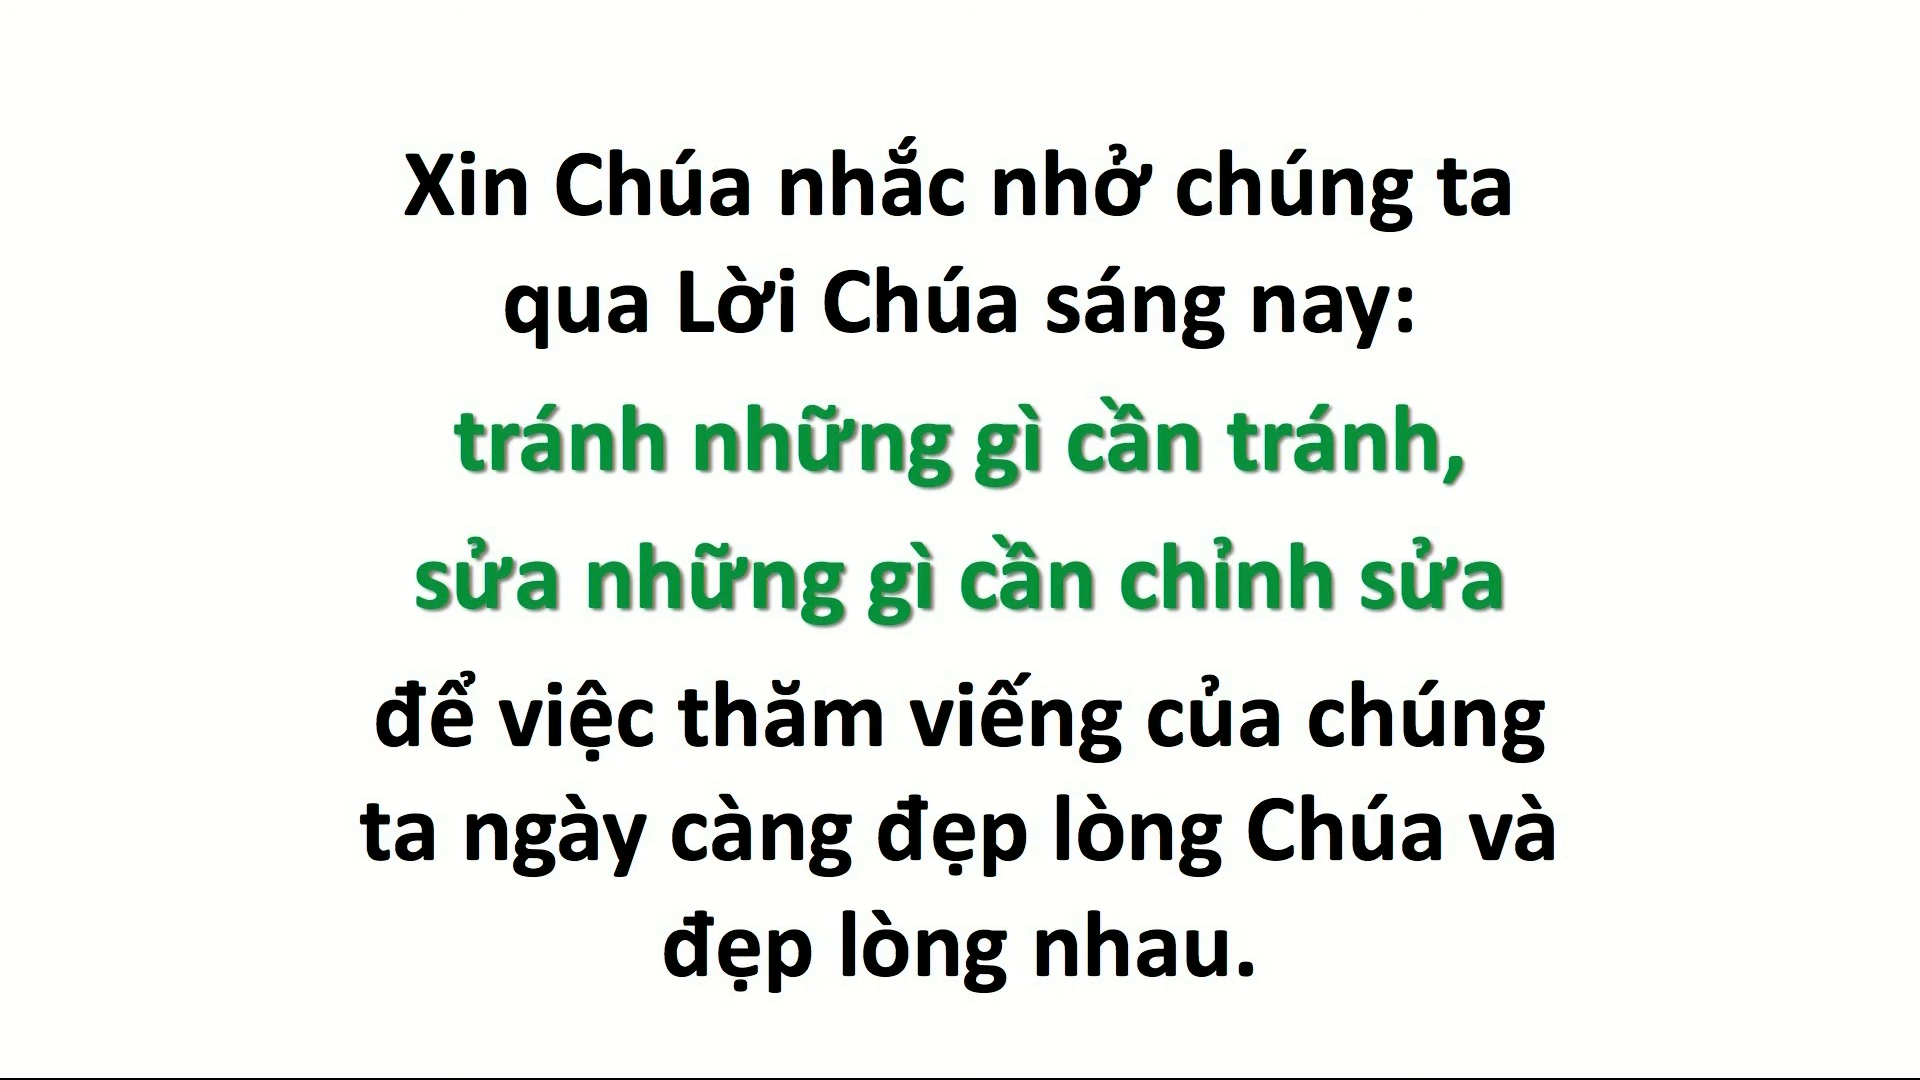 Xin Chúa nhắc nhở chúng ta
qua Lời Chúa sáng nay:
tránh những gì cần tránh,
sửa những gì cần chỉnh sửa
để việc thăm viếng của chúng
ta ngày càng đẹp lòng Chúa và
đẹp lòng nhau.